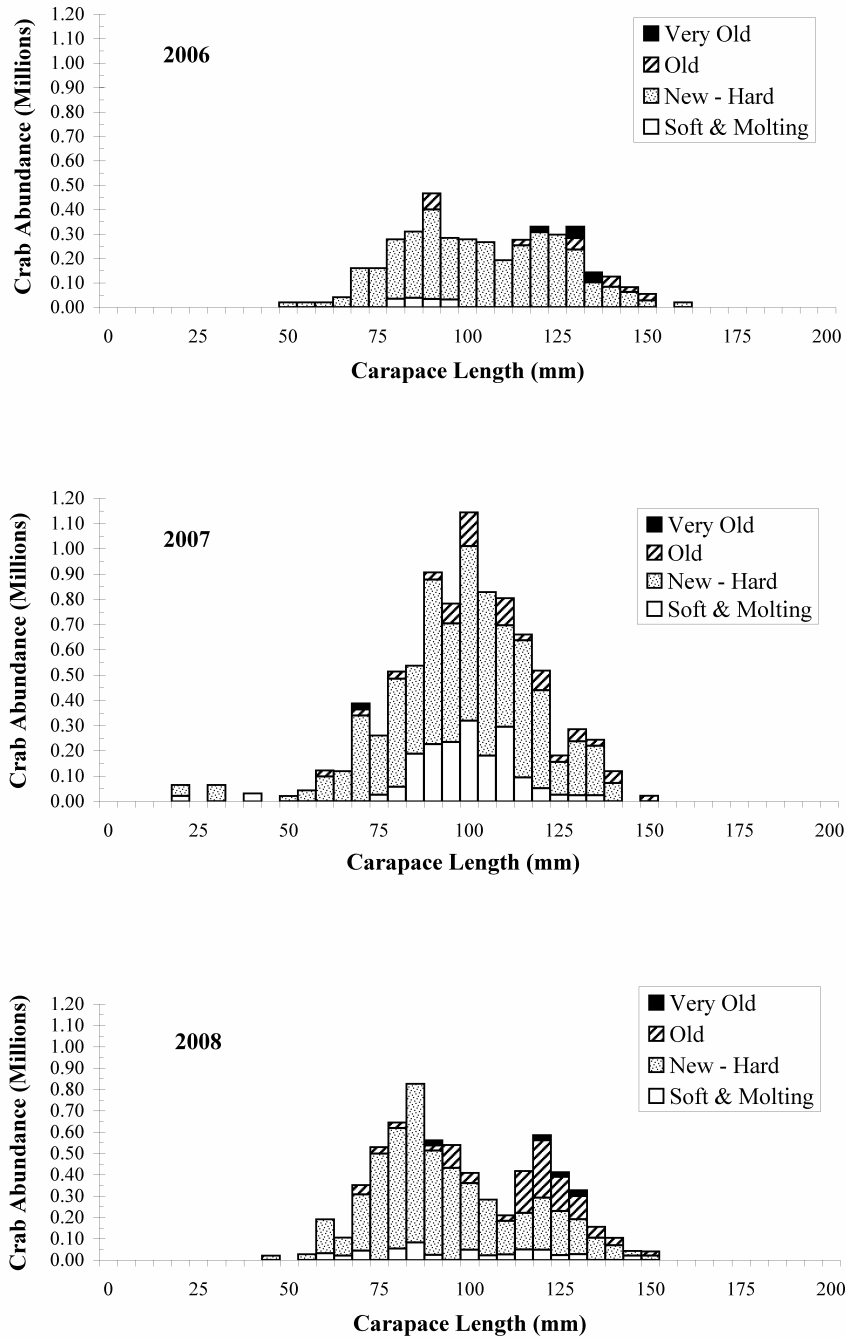 1.20
1.10
1.00
0.90
0.80
0.70
0.60
0.50
0.40
0.30
0.20
0.10
0.00
Crab Abundance (Millions)
2006
Very Old
Old
New - Hard
Soft & Molting
0 25 50 75 100 125 150 175 200
Carapace Length (mm)
1.20
1.10
1.00
0.90
0.80
0.70
0.60
0.50
0.40
0.30
0.20
0.10
0.00
Crab Abundance (Millions)
2007
Very Old
Old
New - Hard
Soft & Molting
0 25 50 75 100 125 150 175 200
Carapace Length (mm)
1.20
1.10
1.00
0.90
0.80
0.70
0.60
0.50
0.40
0.30
0.20
0.10
0.00
Crab Abundance (Millions)
2008
Very Old
Old
New - Hard
Soft & Molting
0 25 50 75 100 125 150 175 200
Carapace Length (mm)